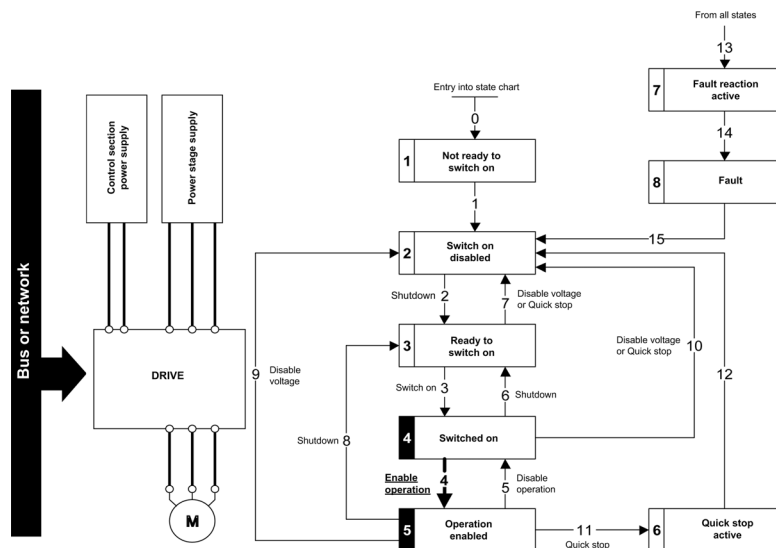 From all states
13
7
Fault reaction
active
14
8
Fault
15
Entry into state chart
0
1
Not ready to
switch on
1
2
Switch on
disabled
Shutdown
2
7
Disable voltage
or Quick stop
3
Ready to
switch on
Switch on
3
6
Shutdown
4
Switched on
Enable
operation
4
5
Disable
operation
5
Operation
enabled
11
Quick stop
6
Quick stop
active
Disable voltage
or Quick stop
10
12
9
Disable
voltage
Shutdown
8
Bus or network
Control section
power supply
Power stage supply
DRIVE
M